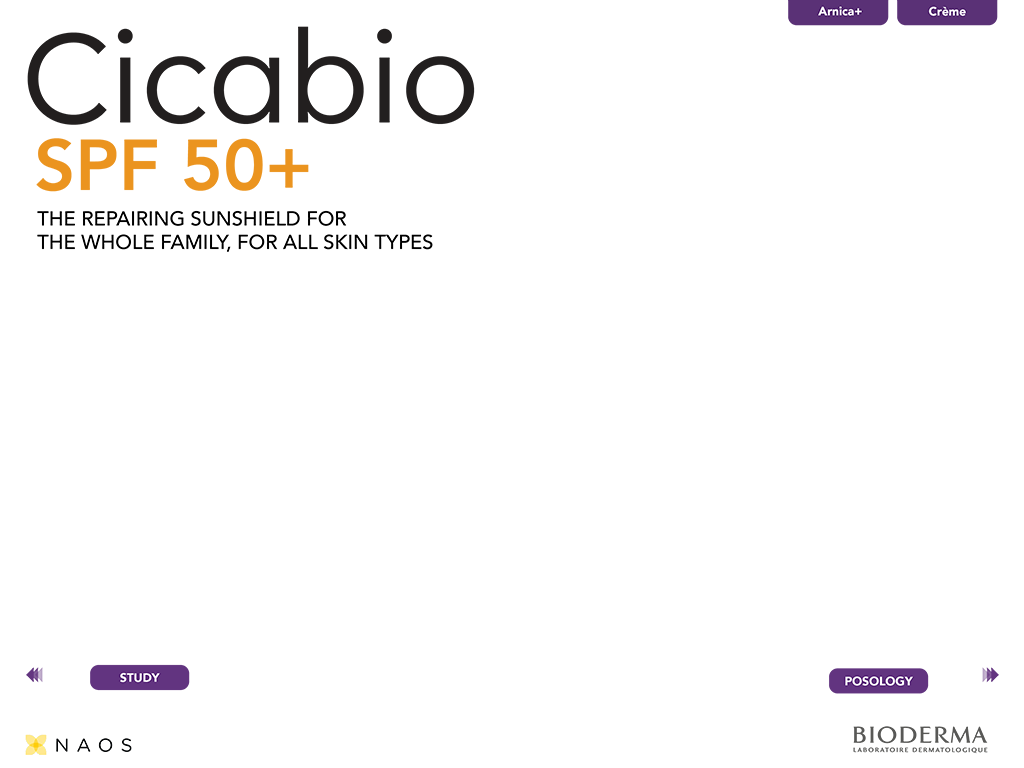 Arnica+
Crème
Cicabio
SPF 50+
THE REPAIRING SUNSHIELD FOR
THE WHOLE FAMILY, FOR ALL SKIN TYPES
STUDY
POSOLOGY
NAOS
BIODERMA
LABORATOIRE DERMATOLOGIQUE